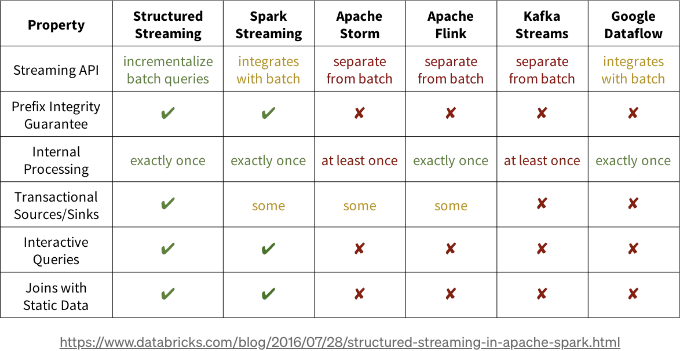 Property Structured Streaming Spark Streaming Apache Storm Apache Flink Kafka Streams Google Dataflow
Streaming API incrementalize batch queries integrates with batch separate from batch separate from batch separate from batch integrates with batch
Prefix Integrity Guarantee ✔ ✔ ✘ ✘ ✘ ✘
Internal Processing exactly once exactly once at least once exactly once at least once exactly once
Transactional Sources/Sinks ✔ some some some ✘ ✘
Interactive Queries ✔ ✔ ✘ ✘ ✘ ✘
Joins with Static Data ✔ ✔ ✘ ✘ ✘ ✘
https://www.databricks.com/blog/2016/07/28/structured-streaming-in-apache-spark.html